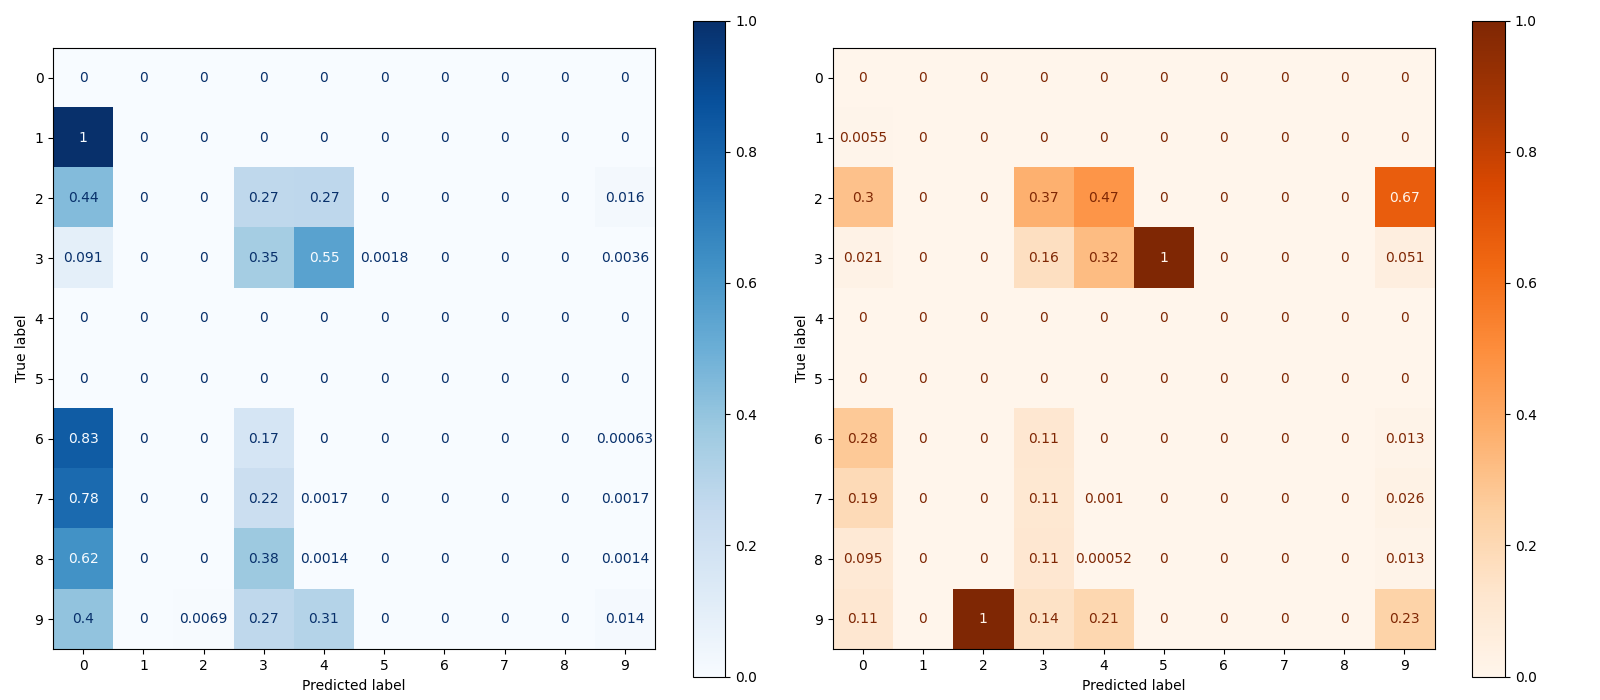 1.0
0 0 0 0 0 0 0 0 0 0 0
1 1 0 0 0 0 0 0 0 0 0
0.8
2 0.44 0 0 0.27 0.27 0 0 0 0 0.016
3 0.091 0 0 0.35 0.55 0.0018 0 0 0 0.0036
0.6
4 0 0 0 0 0 0 0 0 0 0
True label
5 0 0 0 0 0 0 0 0 0 0
0.4
6 0.83 0 0 0.17 0 0 0 0 0 0.00063
7 0.78 0 0 0.22 0.0017 0 0 0 0 0.0017
0.2
8 0.62 0 0 0.38 0.0014 0 0 0 0 0.0014
9 0.4 0 0.0069 0.27 0.31 0 0 0 0 0.014
0.0
0 1 2 3 4 5 6 7 8 9
Predicted label
1.0
0 0 0 0 0 0 0 0 0 0 0
1 0.0055 0 0 0 0 0 0 0 0 0
0.8
2 0.3 0 0 0.37 0.47 0 0 0 0 0.67
3 0.021 0 0 0.16 0.32 1 0 0 0 0.051
0.6
4 0 0 0 0 0 0 0 0 0 0
True label
5 0 0 0 0 0 0 0 0 0 0
0.4
6 0.28 0 0 0.11 0 0 0 0 0 0.013
7 0.19 0 0 0.11 0.001 0 0 0 0 0.026
0.2
8 0.095 0 0 0.11 0.00052 0 0 0 0 0.013
9 0.11 0 1 0.14 0.21 0 0 0 0 0.23
0.0
0 1 2 3 4 5 6 7 8 9
Predicted label